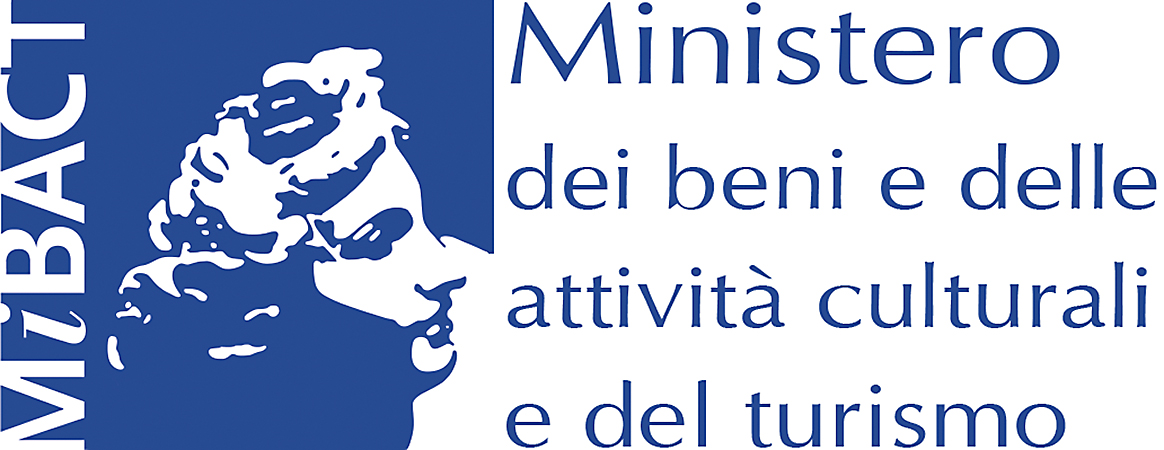 MiBACT
Ministero
dei beni e delle
attività culturali
e del turismo